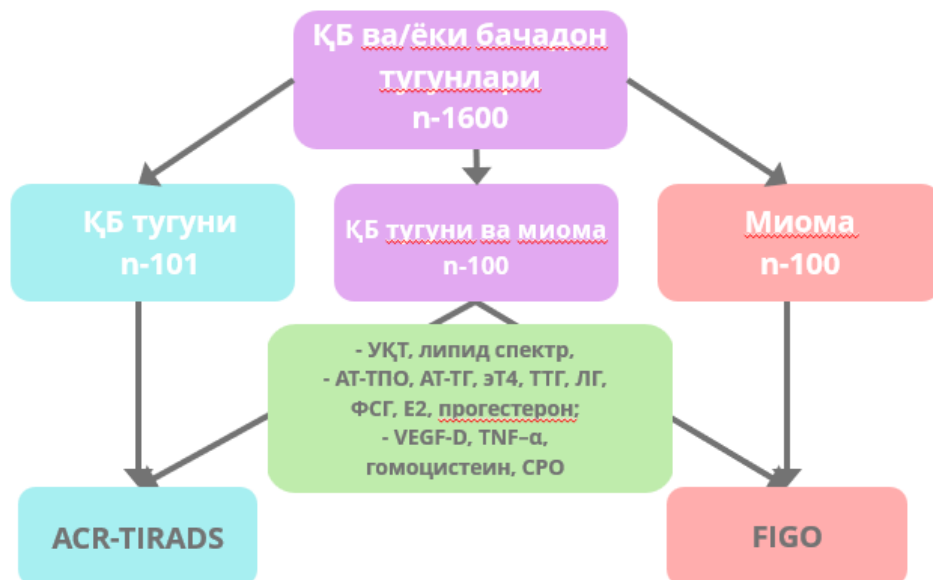 ҚБ ва/ёки бачадон
тугунлари
n-1600
ҚБ тугуни
n-101
ҚБ тугуни ва миома
n-100
Миома
n-100
- УҚТ, липид спектр,
- АТ-ТПО, АТ-ТГ, эТ4, ТТГ, ЛГ,
ФСГ, Е2, прогестерон;
- VEGF-D, TNF–α,
гомоцистеин, СРО
ACR-TIRADS
FIGO